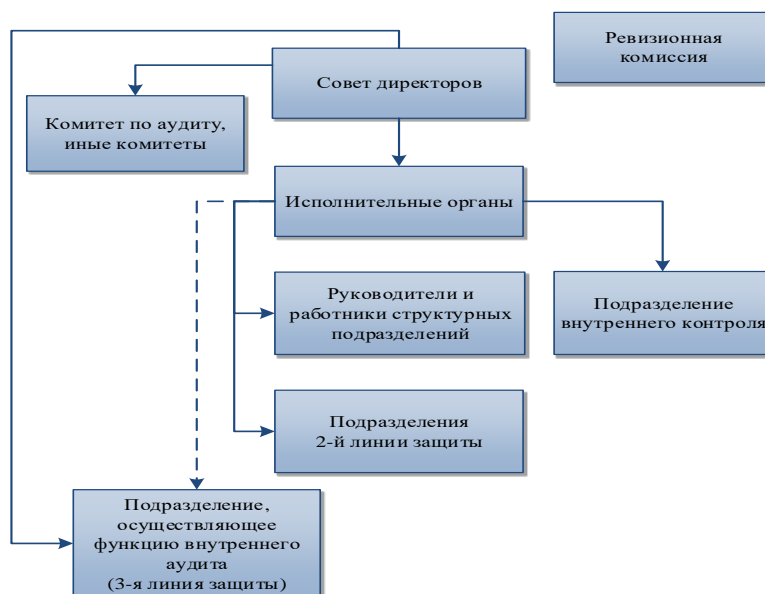 Ревизионная
комиссия
Совет директоров
Комитет по аудиту,
иные комитеты
Исполнительные органы
Руководители и
работники структурных
подразделений
Подразделение
внутреннего контроля
Подразделения
2-й линии защиты
Подразделение,
осуществляющее
функцию внутреннего
аудита
(3-я линия защиты)